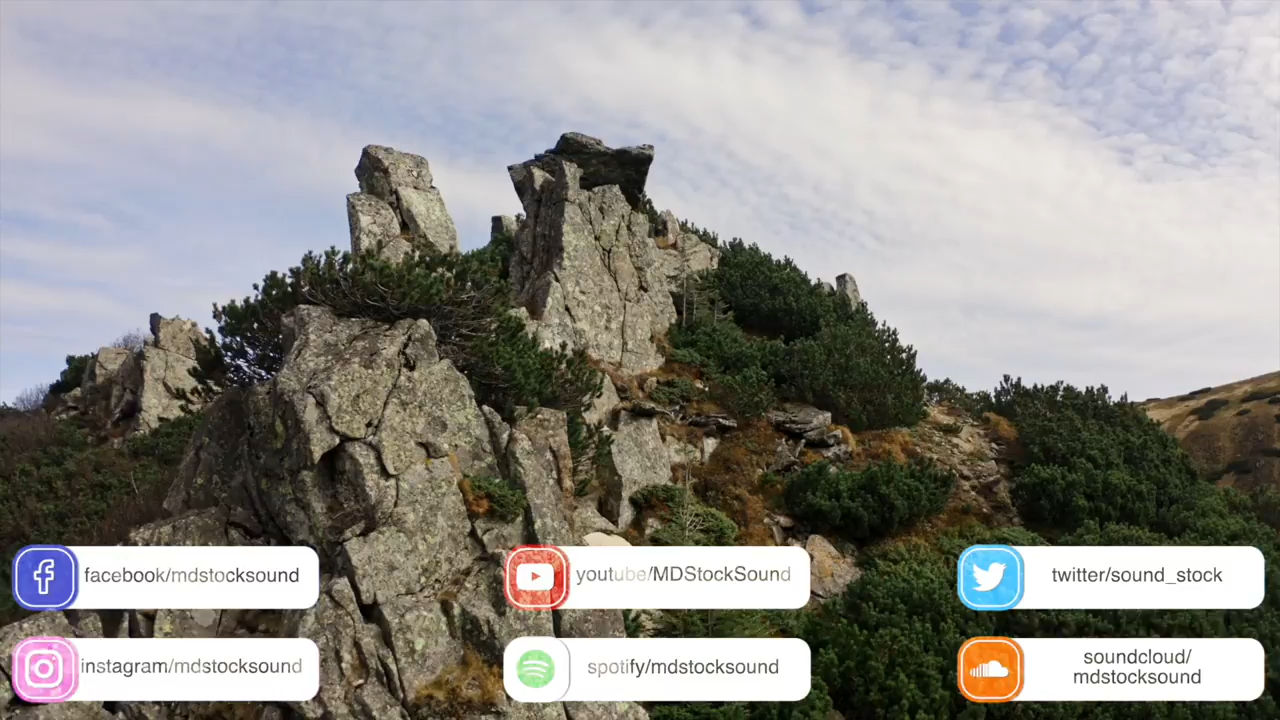 facebook/mdstocksound
youtube/MDStockSound
twitter/sound_stock
instagram/mdstocksound
spotify/mdstocksound
soundcloud/
mdstocksound